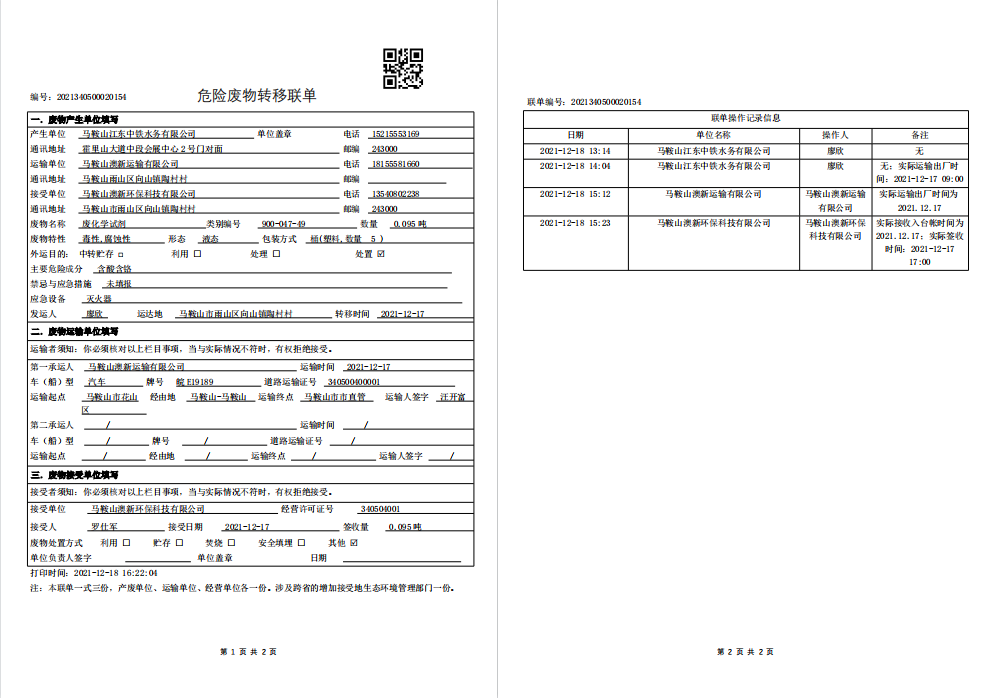 编号：2021340500020154
危险废物转移联单
一．废物产生单位填写
产生单位 马鞍山江东中铁水务有限公司 单位盖章 电话 15215553169
通讯地址 霍里山大道中段会展中心2号门对面 邮编 243000
运输单位 马鞍山澳新运输有限公司 电话 18155581660
通讯地址 马鞍山雨山区向山镇陶村村 邮编
接受单位 马鞍山澳新环保科技有限公司 电话 13540802238
通讯地址 马鞍山市雨山区向山镇陶村村 邮编 243000
废物名称 废化学试剂 类别编号 900-047-49 数量 0.095 吨
废物特性 毒性,腐蚀性 形态 液态 包装方式 桶(塑料,数量 5 )
外运目的: 中转贮存 □ 利用 □ 处理 □ 处置 ☑
主要危险成分 含酸含铬
禁忌与应急措施 未填报
应急设备 灭火器
发运人 廖欣 运达地 马鞍山市雨山区向山镇陶村村 转移时间 2021-12-17
二．废物运输单位填写
运输者须知：你必须核对以上栏目事项，当与实际情况不符时，有权拒绝接受。
第一承运人 马鞍山澳新运输有限公司 运输时间 2021-12-17
车（船）型 汽车 牌号 皖E19189 道路运输证号 340500400001
运输起点 马鞍山市花山区 经由地 马鞍山-马鞍山 运输终点 马鞍山市市直管 运输人签字 汪开富
第二承运人 / 运输时间 /
车（船）型 / 牌号 / 道路运输证号 /
运输起点 / 经由地 / 运输终点 / 运输人签字 /
三．废物接受单位填写
接受者须知：你必须核对以上栏目事项，当与实际情况不符时，有权拒绝接受。
接受单位 马鞍山澳新环保科技有限公司 经营许可证号 340504001
接受人 罗仕军 接受日期 2021-12-17 签收量 0.095 吨
废物处置方式 利用 □ 贮存 □ 焚烧 □ 安全填埋 □ 其他 ☑
单位负责人签字 单位盖章 日期
打印时间：2021-12-18 16:22:04
注：本联单一式三份，产废单位、运输单位、经营单位各一份。涉及跨省的增加接受地生态环境管理部门一份。
第 1 页 共 2 页
联单编号：2021340500020154
联单操作记录信息
日期 单位名称 操作人 备注
2021-12-18 13:14 马鞍山江东中铁水务有限公司 廖欣 无
2021-12-18 14:04 马鞍山江东中铁水务有限公司 廖欣 无; 实际运输出厂时间：2021-12-17 09:00
2021-12-18 15:12 马鞍山澳新运输有限公司 马鞍山澳新运输有限公司 实际运输出厂时间为 2021.12.17
2021-12-18 15:23 马鞍山澳新环保科技有限公司 马鞍山澳新环保科技有限公司 实际接收入台帐时间为 2021.12.17; 实际签收时间：2021-12-17 17:00
第 2 页 共 2 页